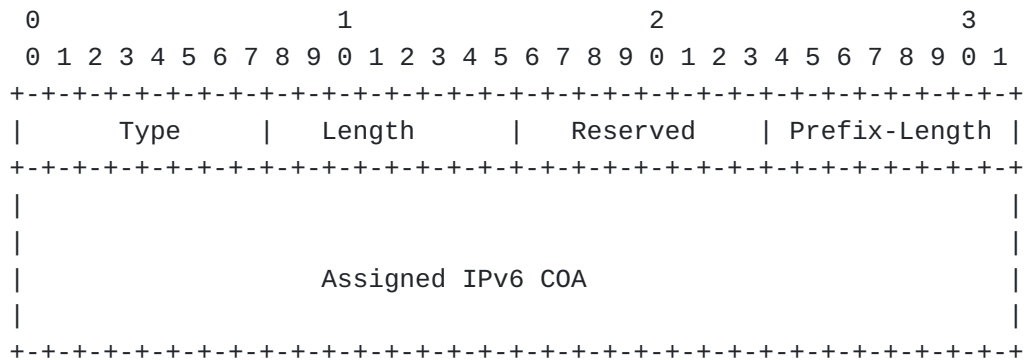 0                   1                   2                   3
 0 1 2 3 4 5 6 7 8 9 0 1 2 3 4 5 6 7 8 9 0 1 2 3 4 5 6 7 8 9 0 1
+-+-+-+-+-+-+-+-+-+-+-+-+-+-+-+-+-+-+-+-+-+-+-+-+-+-+-+-+-+-+-+-+
|      Type     |   Length      |   Reserved    | Prefix-Length |
+-+-+-+-+-+-+-+-+-+-+-+-+-+-+-+-+-+-+-+-+-+-+-+-+-+-+-+-+-+-+-+-+
|                                                               |
|                                                               |
|                   Assigned IPv6 COA                           |
|                                                               |
+-+-+-+-+-+-+-+-+-+-+-+-+-+-+-+-+-+-+-+-+-+-+-+-+-+-+-+-+-+-+-+-+